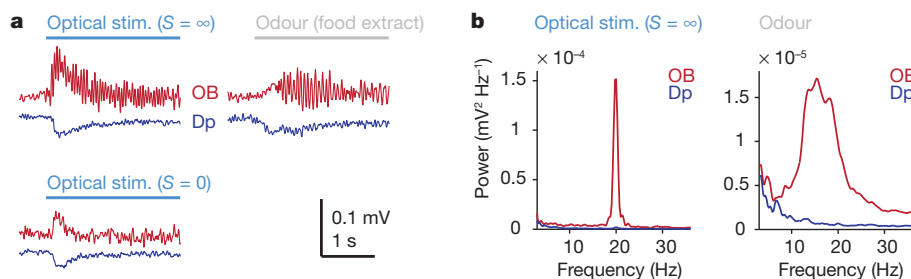 a
Optical stim. (S = ∞)
Odour (food extract)
OB
Dp
Optical stim. (S = 0)
0.1 mV
1 s
b
Optical stim. (S = ∞)
Odour
× 10⁻⁴
× 10⁻⁵
OB
Dp
OB
Dp
Power (mV² Hz⁻¹)
1.5
1
0.5
0
10
20
30
Frequency (Hz)
1.5
1
0.5
0
10
20
30
Frequency (Hz)